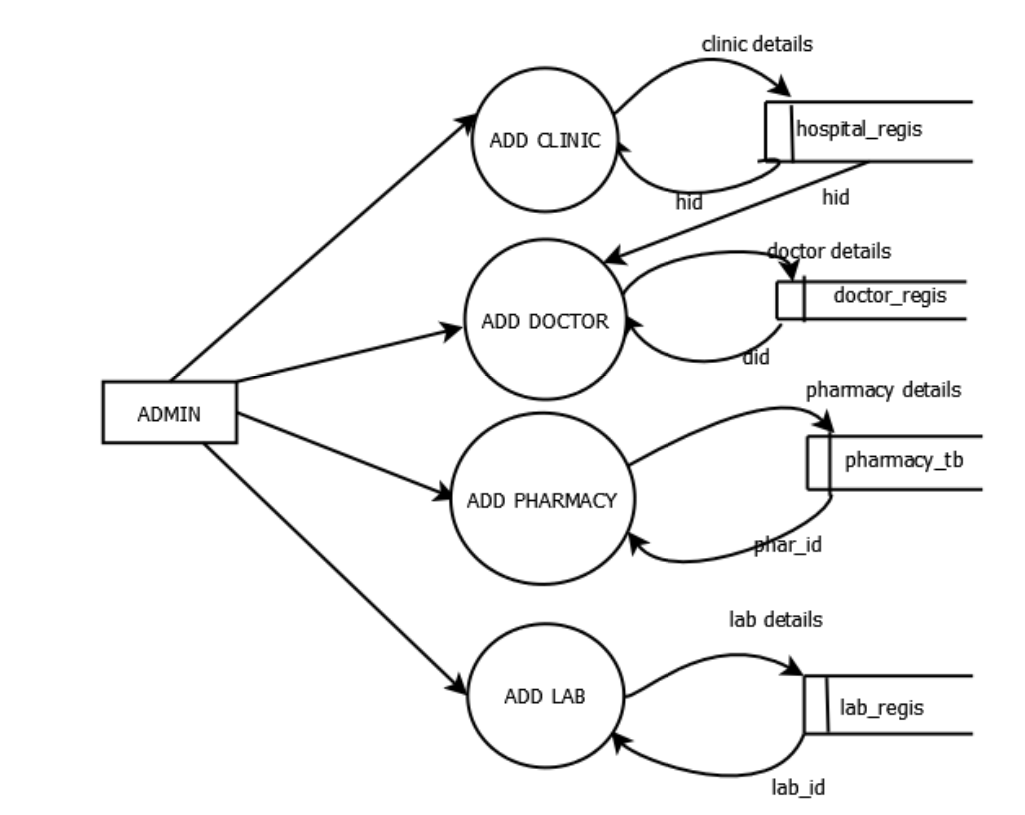 clinic details
ADD CLINIC
hospital_regis
hid
hid
doctor details
doctor_regis
ADD DOCTOR
did
pharmacy details
ADMIN
pharmacy_tb
ADD PHARMACY
phar_id
lab details
ADD LAB
lab_regis
lab_id